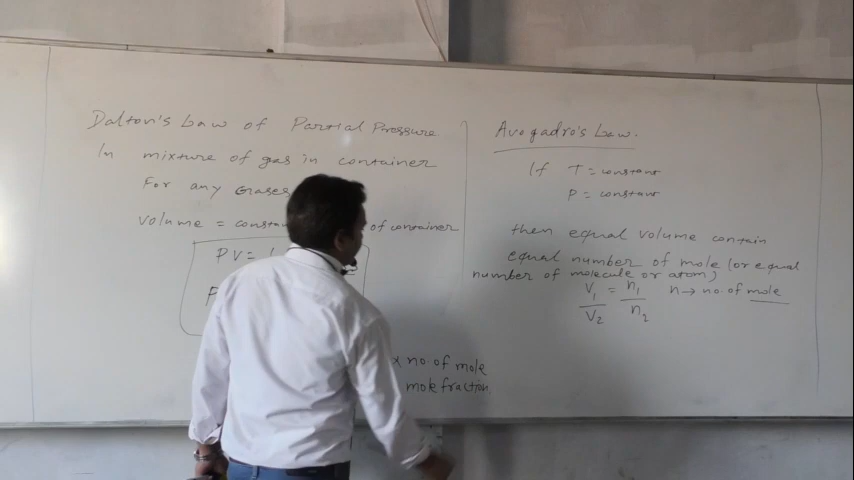 Dalton's Law of Partial Pressure
In mixture of gas in container
For any Gases
Volume = consta of container
PV =
P
x no. of mole
mole fraction
Avogadro's Law.
If T = constant
P = constant
then equal volume contain
equal number of mole (or equal
number of molecule or atom)
V1/V2 = n1/n2 n → no. of mole